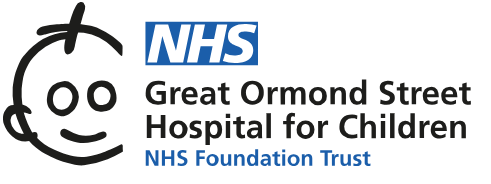 NHS
Great Ormond Street
Hospital for Children
NHS Foundation Trust